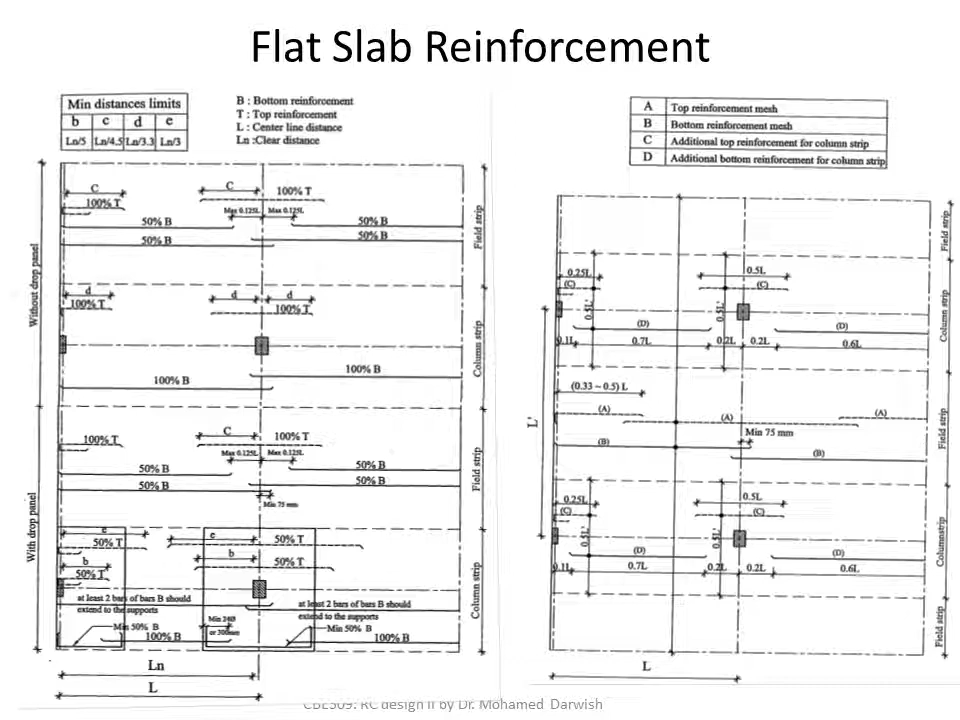 Flat Slab Reinforcement
Min distances limits
b c d e
Ln/5 Ln/4.5 Ln/3.3 Ln/3
B : Bottom reinforcement
T : Top reinforcement
L : Center line distance
Ln :Clear distance
A Top reinforcement mesh
B Bottom reinforcement mesh
C Additional top reinforcement for column strip
D Additional bottom reinforcement for column strip
Without drop panel
With drop panel
C C 100% T
100% T
Max 0.125L Max 0.125L
50% B 50% B
50% B 50% B
Field strip
d d d
100% T 100% T
Column strip
100% B
100% B
C 100% T
100% T
Max 0.125L Max 0.125L
50% B 50% B
50% B 50% B
Min 75 mm
Field strip
e e 50% T
50% T
b b 50% T
50% T
Column strip
at least 2 bars of bars B should
extend to the supports
at least 2 bars of bars B should
extend to the supports
or 300mm
Min 50% B Min 50% B
100% B 100% B
Ln
L
Field strip
0.25L 0.5L
(C) (C)
0.5L' 0.5L'
(D) (D)
0.1L 0.7L 0.2L 0.2L 0.6L
Column strip
(0.33 – 0.5) L
(A) (A) (A)
Min 75 mm
(B) (B)
L'
Field strip
0.25L 0.5L
(C) (C)
0.5L' 0.5L'
(D) (D)
0.1L 0.7L 0.2L 0.2L 0.6L
Columnstrip
Field strip
L
CBE309: RC design II by Dr. Mohamed Darwish